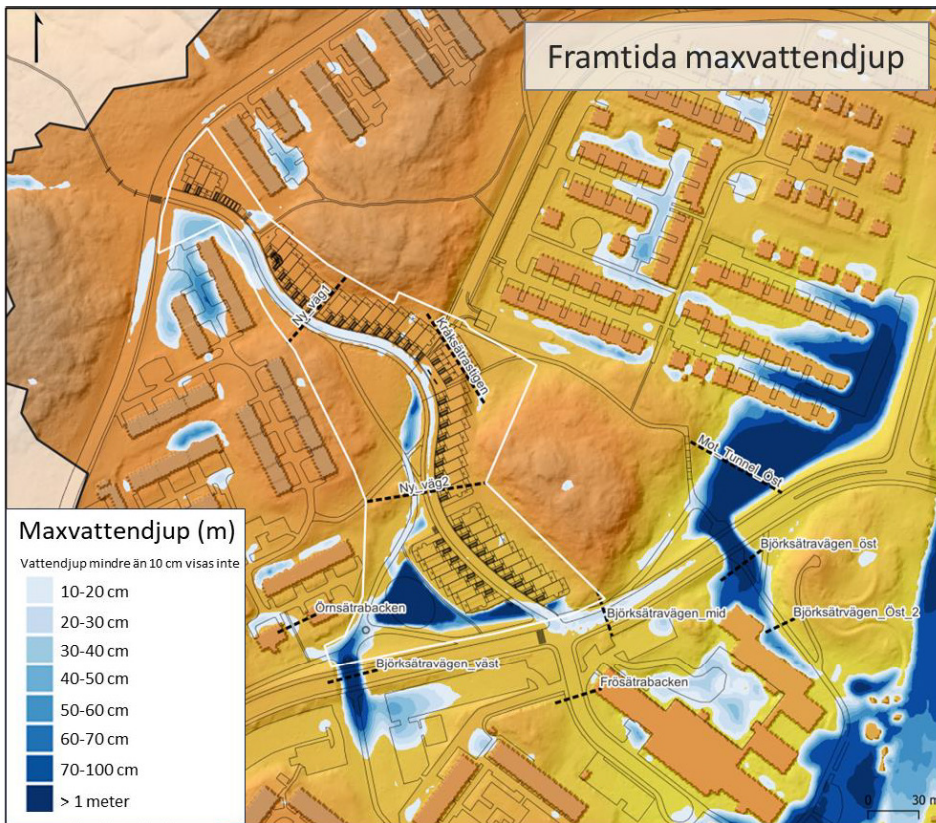 Framtida maxvattendjup
Ny_väg1
Kråksätrastigen
Mot_Tunnel_öst
Ny_väg2
Björksätravägen_öst
Örnsätrabacken
Björksätravägen_mid
Björksätrvägen_Öst_2
Björksätravägen_väst
Frösätrabacken
Maxvattendjup (m)
Vattendjup mindre än 10 cm visas inte
10-20 cm
20-30 cm
30-40 cm
40-50 cm
50-60 cm
60-70 cm
70-100 cm
> 1 meter
0 30 m